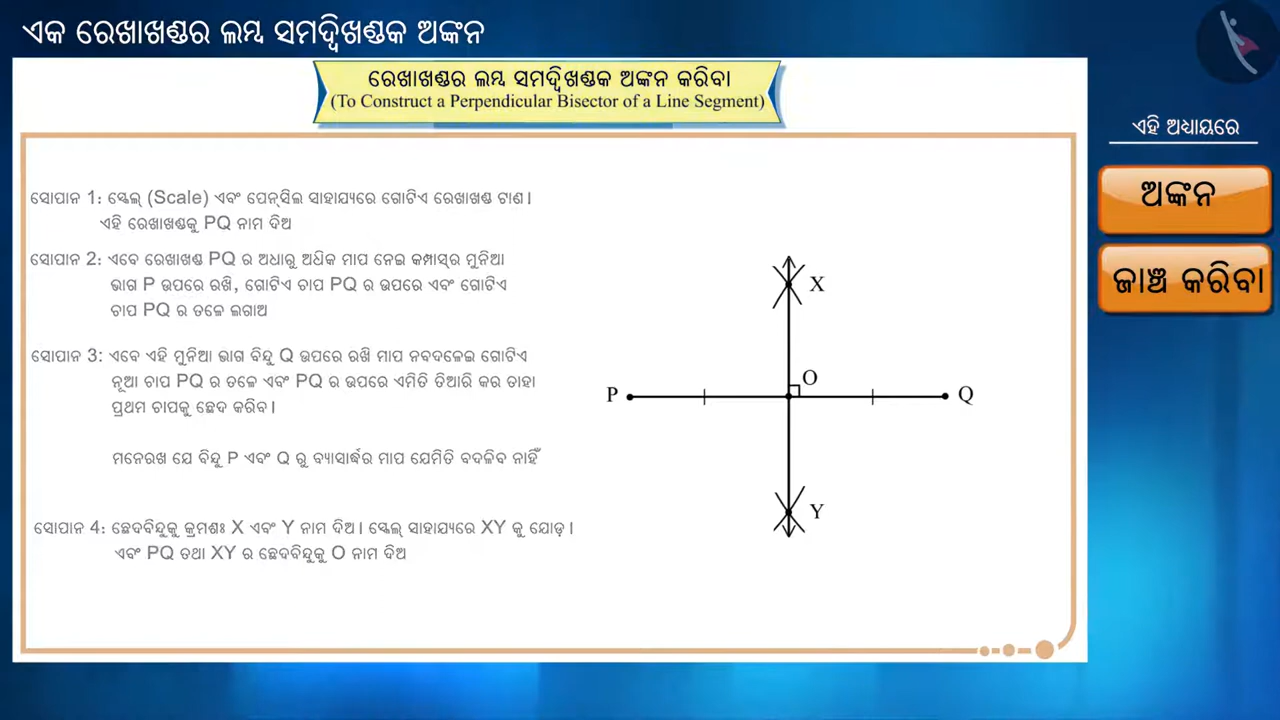 ଏକ ରେଖାଖଣ୍ଡର ଲମ୍ବ ସମଦ୍ଵିଖଣ୍ଡକ ଅଙ୍କନ
ରେଖାଖଣ୍ଡର ଲମ୍ବ ସମଦ୍ଵିଖଣ୍ଡକ ଅଙ୍କନ କରିବା
(To Construct a Perpendicular Bisector of a Line Segment)
ଏହି ଅଧ୍ୟାୟରେ
ଅଙ୍କନ
ଜାଞ୍ଚ କରିବା
ସୋପାନ 1: ସ୍କେଲ୍ (Scale) ଏବଂ ପେନ୍‌ସିଲ ସାହାଯ୍ୟରେ ଗୋଟିଏ ରେଖାଖଣ୍ଡ ଟାଣ।
ଏହି ରେଖାଖଣ୍ଡକୁ PQ ନାମ ଦିଅ
ସୋପାନ 2: ଏବେ ରେଖାଖଣ୍ଡ PQ ର ଅଧାରୁ ଅଧିକ ମାପ ନେଇ କମ୍ପାସ୍‌ର ମୁନିଆ
ଭାଗ P ଉପରେ ରଖି, ଗୋଟିଏ ଚାପ PQ ର ଉପରେ ଏବଂ ଗୋଟିଏ
ଚାପ PQ ର ତଳେ ଲଗାଅ
ସୋପାନ 3: ଏବେ ଏହି ମୁନିଆ ଭାଗ ବିନ୍ଦୁ Q ଉପରେ ରଖି ମାପ ନବଦଳେଇ ଗୋଟିଏ
ନୂଆ ଚାପ PQ ର ତଳେ ଏବଂ PQ ର ଉପରେ ଏମିତି ତିଆରି କର ତାହା
ପ୍ରଥମ ଚାପକୁ ଛେଦ କରିବ।
ମନେରଖ ଯେ ବିନ୍ଦୁ P ଏବଂ Q ରୁ ବ୍ୟାସାର୍ଦ୍ଧର ମାପ ଯେମିତି ବଦଳିବ ନାହିଁ
ସୋପାନ 4: ଛେଦବିନ୍ଦୁକୁ କ୍ରମଶଃ X ଏବଂ Y ନାମ ଦିଅ। ସ୍କେଲ୍ ସାହାଯ୍ୟରେ XY କୁ ଯୋଡ଼।
ଏବଂ PQ ତଥା XY ର ଛେଦବିନ୍ଦୁକୁ O ନାମ ଦିଅ
X
O
P
Q
Y